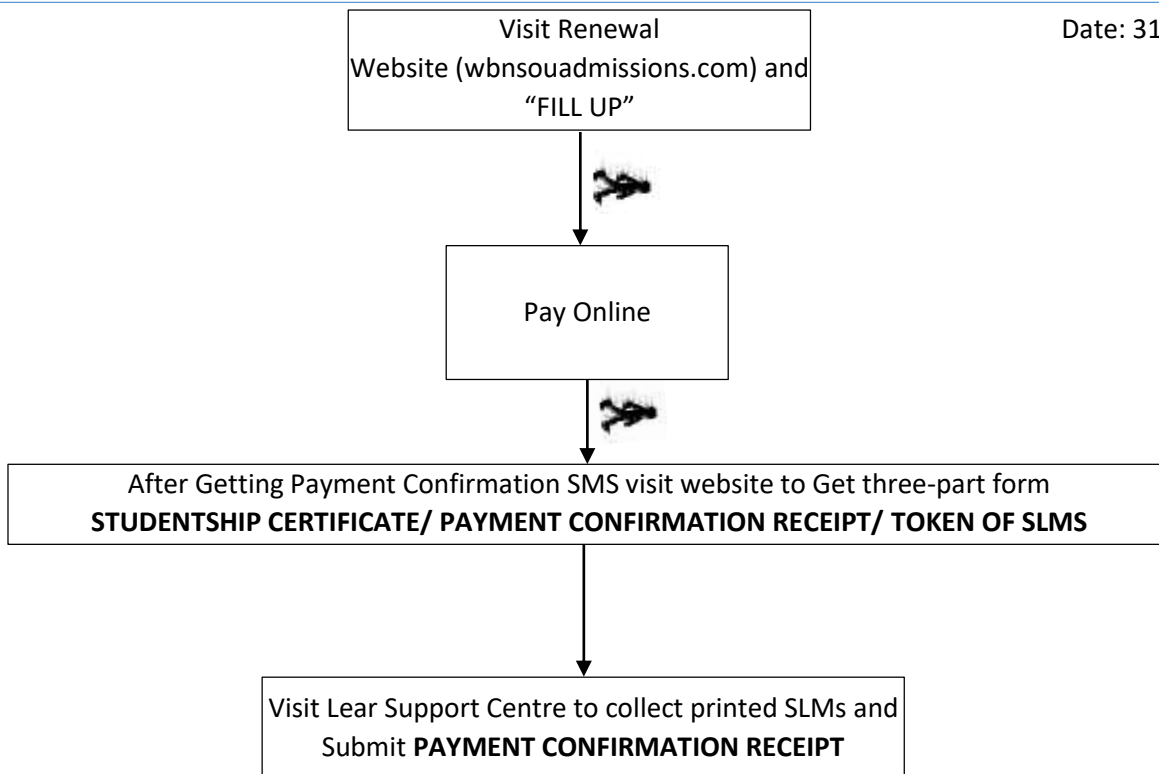 Visit Renewal
Date: 31
Website (wbnsouadmissions.com) and
“FILL UP”
Pay Online
After Getting Payment Confirmation SMS visit website to Get three-part form
STUDENTSHIP CERTIFICATE/ PAYMENT CONFIRMATION RECEIPT/ TOKEN OF SLMS
Visit Lear Support Centre to collect printed SLMs and
Submit PAYMENT CONFIRMATION RECEIPT